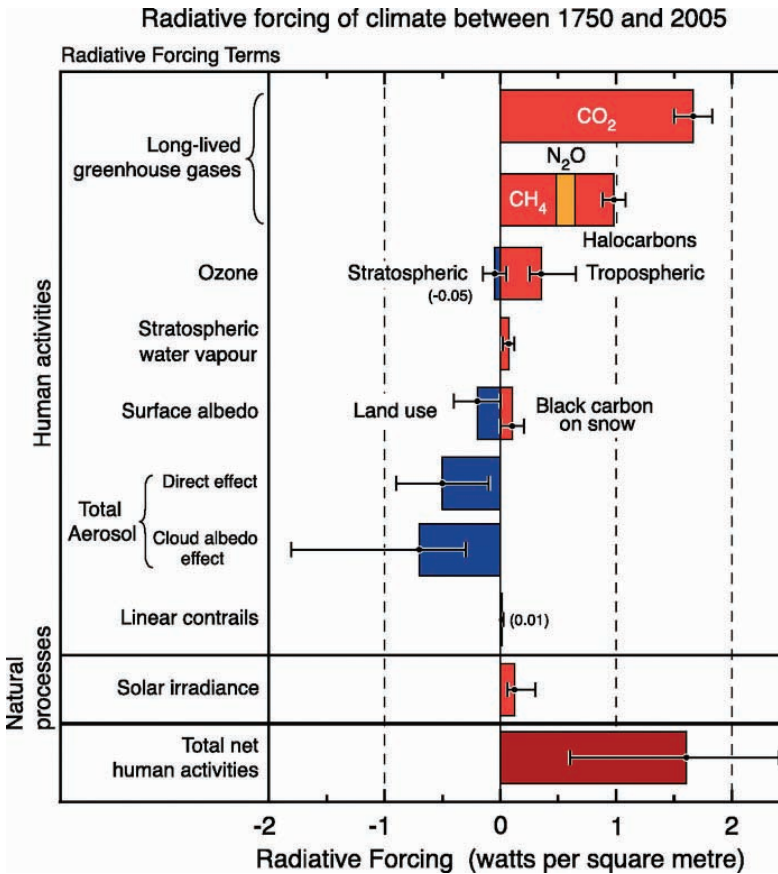 Radiative forcing of climate between 1750 and 2005
Radiative Forcing Terms
Human activities
Long-lived
greenhouse gases
CO₂
N₂O
CH₄
Halocarbons
Ozone
Stratospheric
(-0.05)
Tropospheric
Stratospheric
water vapour
Surface albedo
Land use
Black carbon
on snow
Total
Aerosol
Direct effect
Cloud albedo
effect
Linear contrails
(0.01)
Natural
processes
Solar irradiance
Total net
human activities
-2 -1 0 1 2
Radiative Forcing (watts per square metre)